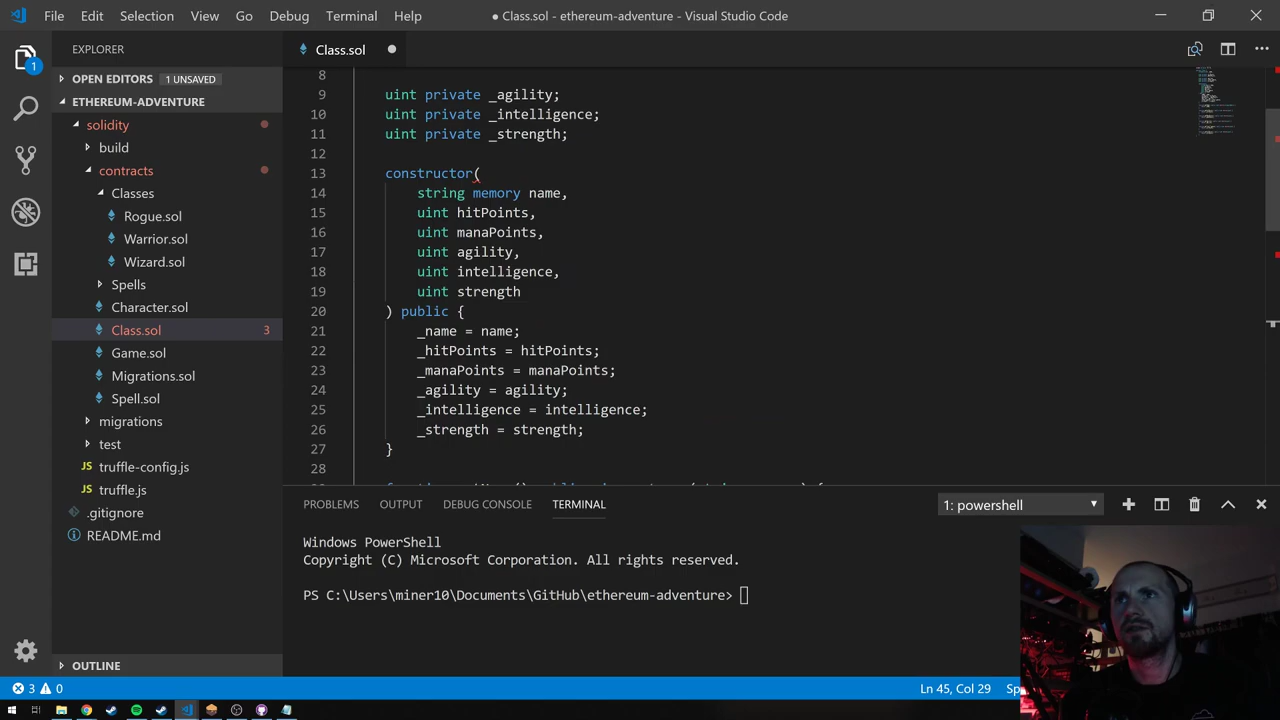 File Edit Selection View Go Debug Terminal Help
● Class.sol - ethereum-adventure - Visual Studio Code
EXPLORER
OPEN EDITORS 1 UNSAVED
ETHEREUM-ADVENTURE
solidity
build
contracts
Classes
Rogue.sol
Warrior.sol
Wizard.sol
Spells
Character.sol
Class.sol 3
Game.sol
Migrations.sol
Spell.sol
migrations
test
JS truffle-config.js
JS truffle.js
.gitignore
README.md
OUTLINE
1
Class.sol
8
9 uint private _agility;
10 uint private _intelligence;
11 uint private _strength;
12
13 constructor(
14 string memory name,
15 uint hitPoints,
16 uint manaPoints,
17 uint agility,
18 uint intelligence,
19 uint strength
20 ) public {
21 _name = name;
22 _hitPoints = hitPoints;
23 _manaPoints = manaPoints;
24 _agility = agility;
25 _intelligence = intelligence;
26 _strength = strength;
27 }
28
PROBLEMS OUTPUT DEBUG CONSOLE TERMINAL
1: powershell
Windows PowerShell
Copyright (C) Microsoft Corporation. All rights reserved.
PS C:\Users\miner10\Documents\GitHub\ethereum-adventure>
3 0
Ln 45, Col 29